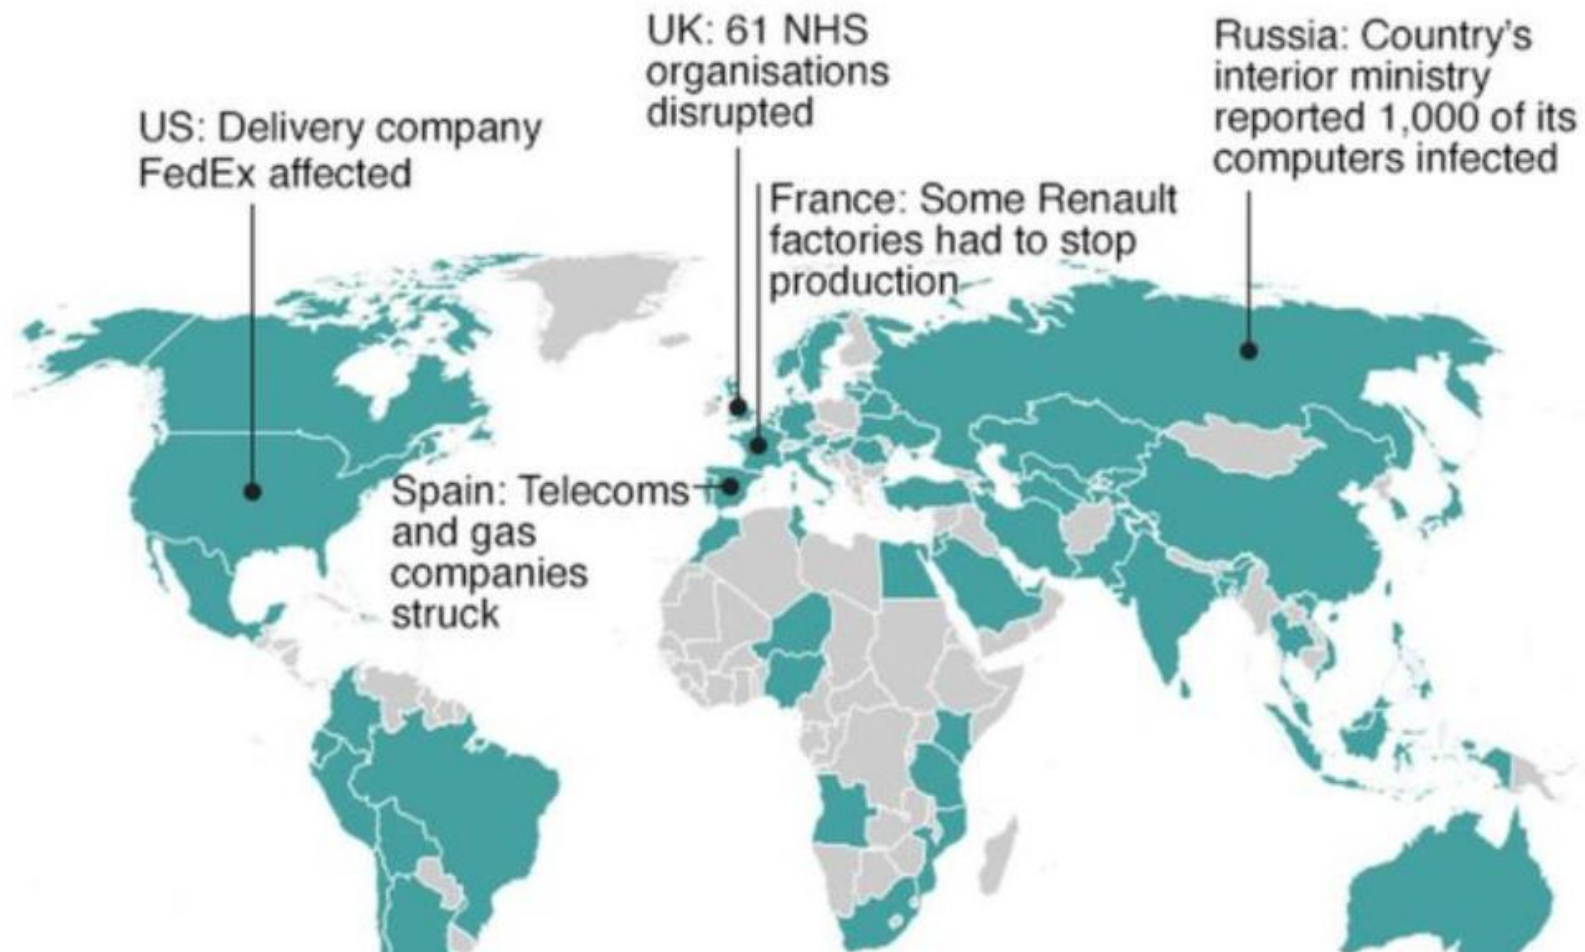 US: Delivery company
FedEx affected
UK: 61 NHS
organisations
disrupted
France: Some Renault
factories had to stop
production
Russia: Country's
interior ministry
reported 1,000 of its
computers infected
Spain: Telecoms
and gas
companies
struck